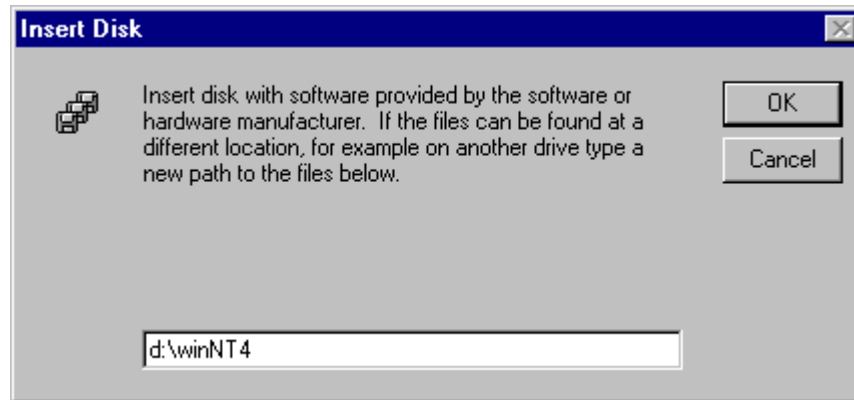 Insert Disk
Insert disk with software provided by the software or
hardware manufacturer.  If the files can be found at a
different location, for example on another drive type a
new path to the files below.
OK
Cancel
d:\winNT4